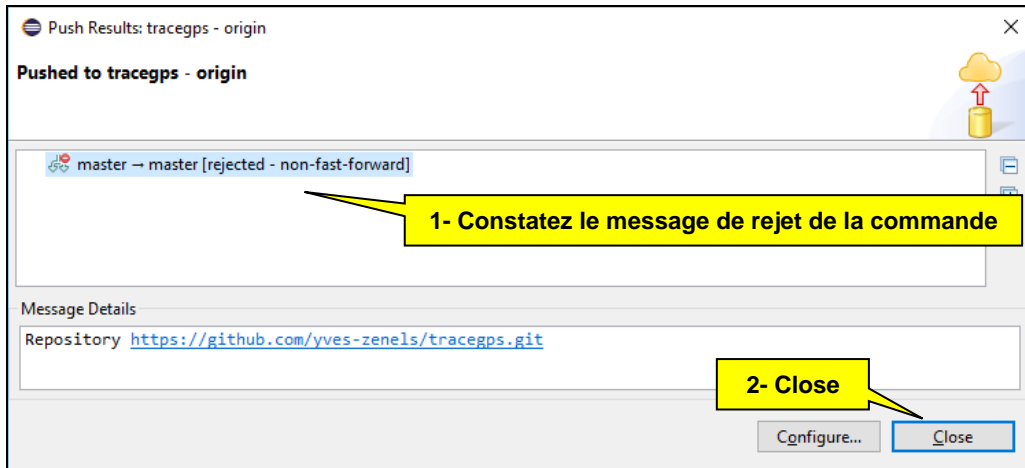 Push Results: tracegps - origin
Pushed to tracegps - origin
master → master [rejected - non-fast-forward]
1- Constatez le message de rejet de la commande
Message Details
Repository https://github.com/yves-zenels/tracegps.git
2- Close
Configure...
Close